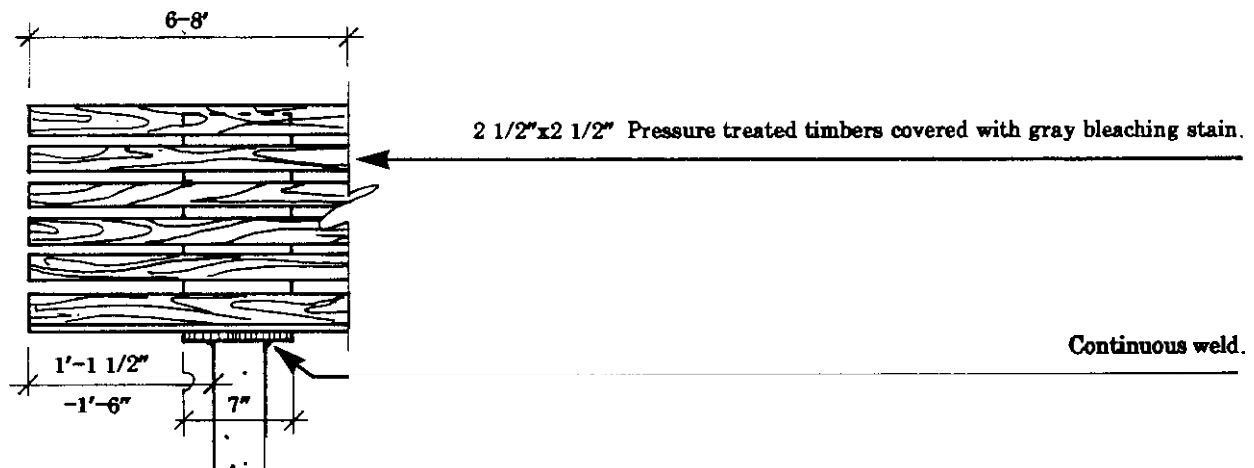 6-8'
2 1/2"x2 1/2" Pressure treated timbers covered with gray bleaching stain.
Continuous weld.
1'-1 1/2"
-1'-6"
7"